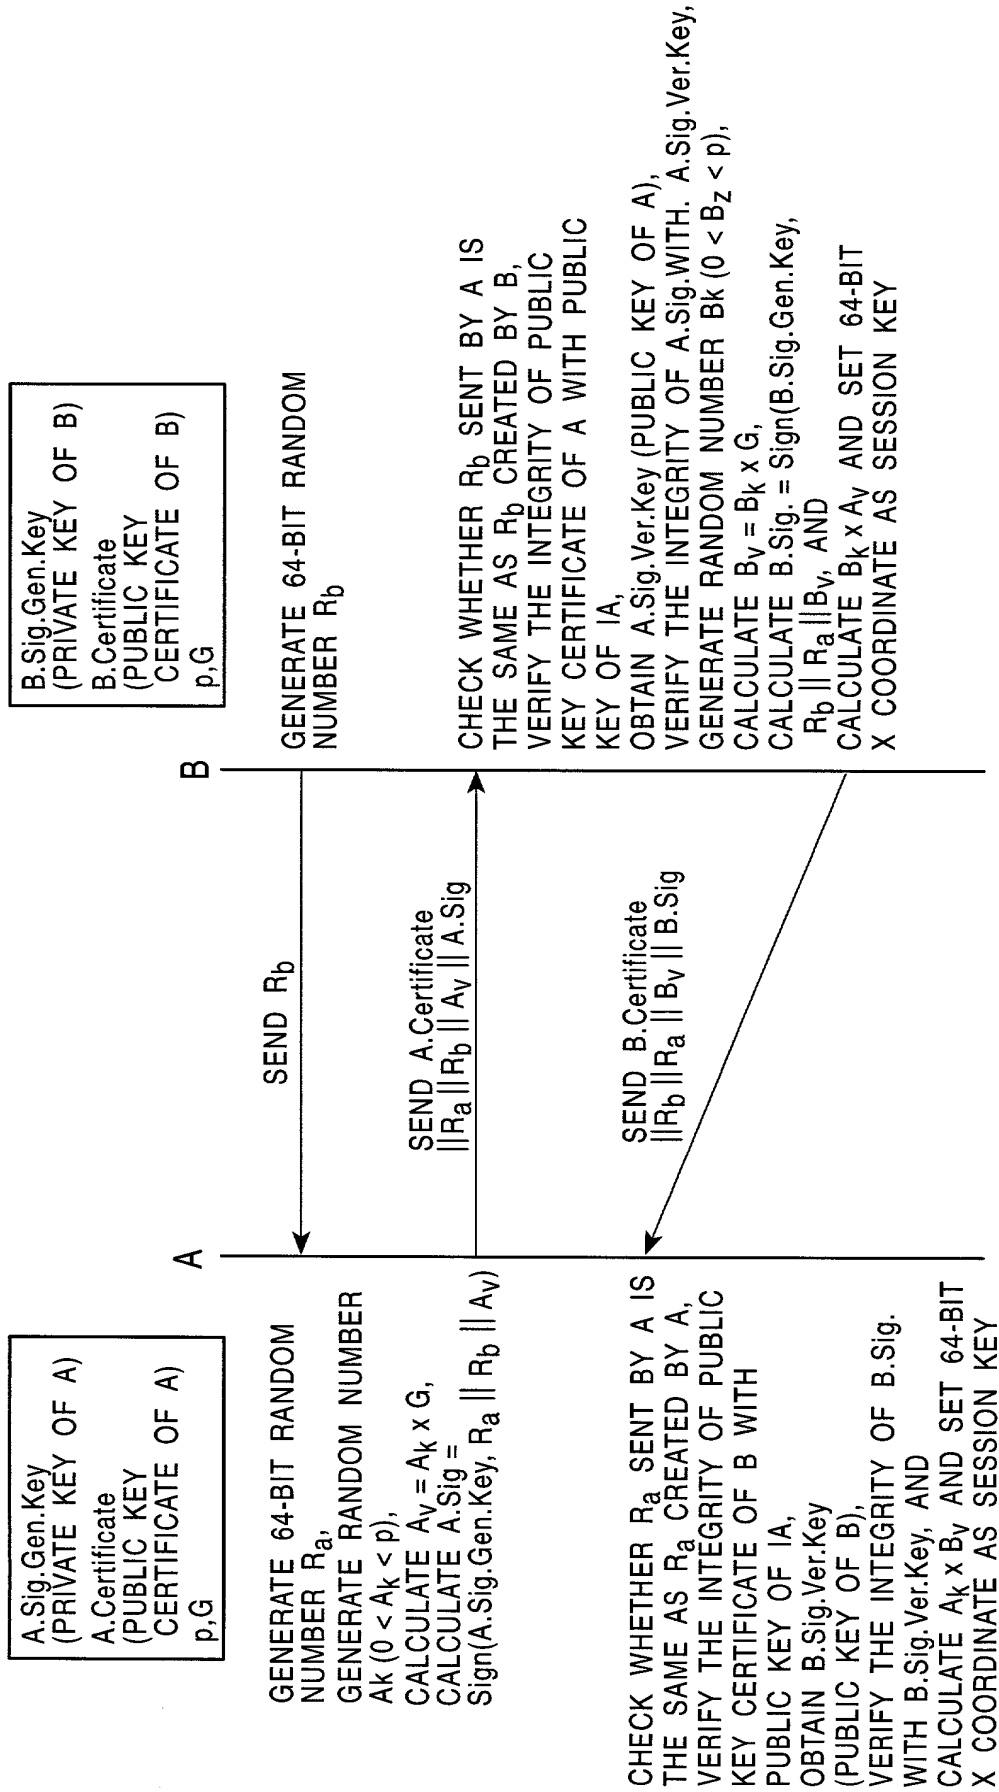 A.Sig.Gen.Key
(PRIVATE KEY OF A)
A.Certificate
(PUBLIC KEY
CERTIFICATE OF A)
p,G
B.Sig.Gen.Key
(PRIVATE KEY OF B)
B.Certificate
(PUBLIC KEY
CERTIFICATE OF B)
p,G
A
B
GENERATE 64-BIT RANDOM
NUMBER Rb
SEND Rb
GENERATE 64-BIT RANDOM
NUMBER Ra,
GENERATE RANDOM NUMBER
Ak (0 < Ak < p),
CALCULATE Av = Ak x G,
CALCULATE A.Sig =
Sign(A.Sig.Gen.Key, Ra || Rb || Av)
SEND A.Certificate
||Ra||Rb || Av || A.Sig
CHECK WHETHER Rb SENT BY A IS
THE SAME AS Rb CREATED BY B,
VERIFY THE INTEGRITY OF PUBLIC
KEY CERTIFICATE OF A WITH PUBLIC
KEY OF IA,
OBTAIN A.Sig.Ver.Key (PUBLIC KEY OF A),
VERIFY THE INTEGRITY OF A.Sig.WITH. A.Sig.Ver.Key,
GENERATE RANDOM NUMBER Bk (0 < Bz < p),
CALCULATE Bv = Bk x G,
CALCULATE B.Sig. = Sign(B.Sig.Gen.Key,
Rb || Ra || Bv, AND
CALCULATE Bk x Av AND SET 64-BIT
X COORDINATE AS SESSION KEY
SEND B.Certificate
||Rb ||Ra || Bv || B.Sig
CHECK WHETHER Ra SENT BY A IS
THE SAME AS Ra CREATED BY A,
VERIFY THE INTEGRITY OF PUBLIC
KEY CERTIFICATE OF B WITH
PUBLIC KEY OF IA,
OBTAIN B.Sig.Ver.Key
(PUBLIC KEY OF B),
VERIFY THE INTEGRITY OF B.Sig.
WITH B.Sig.Ver.Key, AND
CALCULATE Ak x Bv AND SET 64-BIT
X COORDINATE AS SESSION KEY